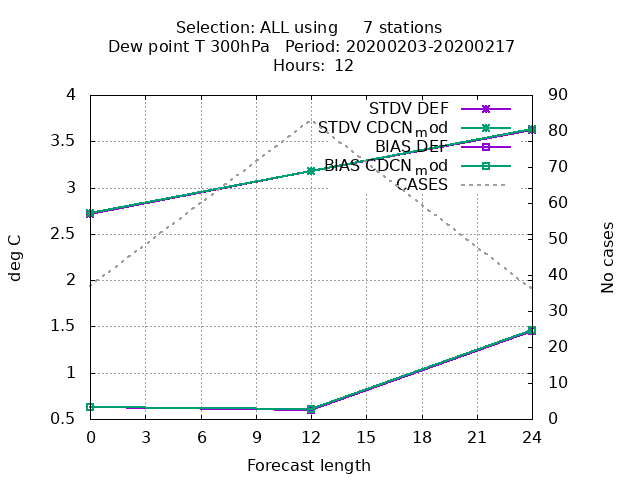 Selection: ALL using 7 stations
Dew point T 300hPa Period: 20200203-20200217
Hours: 12
4
3.5
3
2.5
2
1.5
1
0.5
deg C
90
80
70
60
50
40
30
20
10
0
No cases
STDV DEF
STDV CDCN_mod
BIAS DEF
BIAS CDCN_mod
CASES
0 3 6 9 12 15 18 21 24
Forecast length